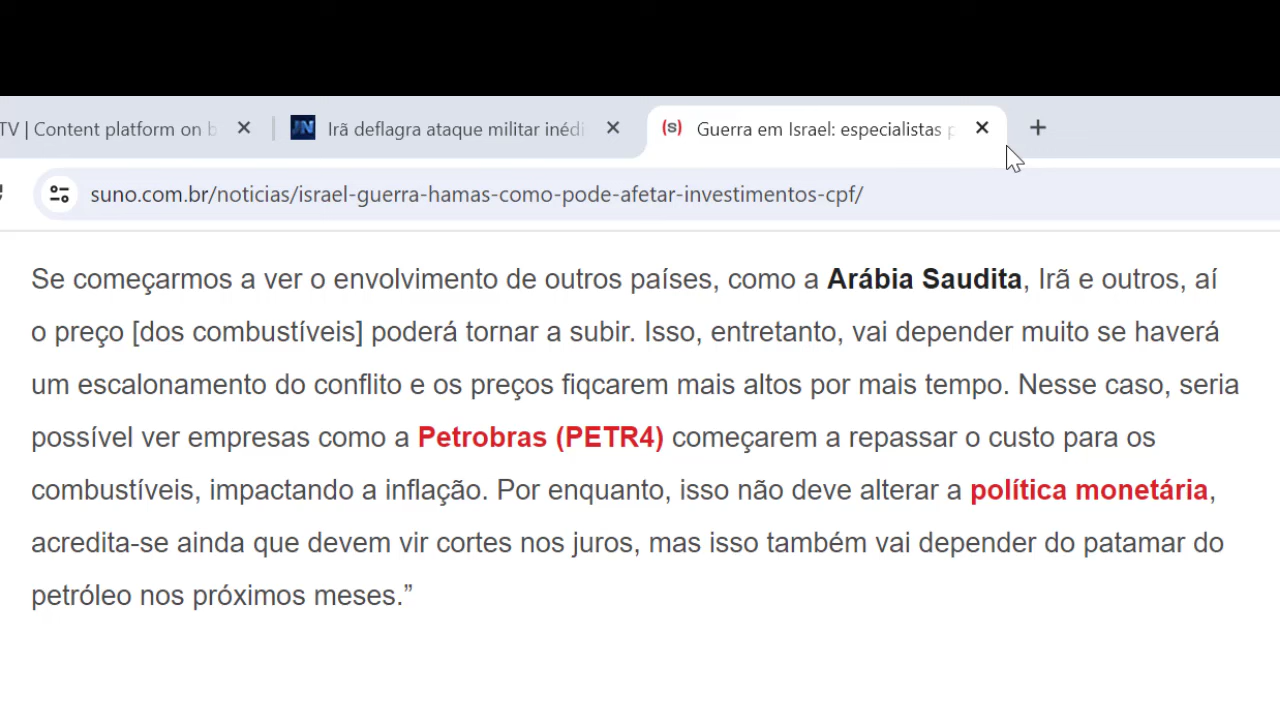 TV | Content platform on b
JN Irã deflagra ataque militar inédi
(s) Guerra em Israel: especialistas p
suno.com.br/noticias/israel-guerra-hamas-como-pode-afetar-investimentos-cpf/
Se começarmos a ver o envolvimento de outros países, como a Arábia Saudita, Irã e outros, aí
o preço [dos combustíveis] poderá tornar a subir. Isso, entretanto, vai depender muito se haverá
um escalonamento do conflito e os preços fiqcarem mais altos por mais tempo. Nesse caso, seria
possível ver empresas como a Petrobras (PETR4) começarem a repassar o custo para os
combustíveis, impactando a inflação. Por enquanto, isso não deve alterar a política monetária,
acredita-se ainda que devem vir cortes nos juros, mas isso também vai depender do patamar do
petróleo nos próximos meses.”